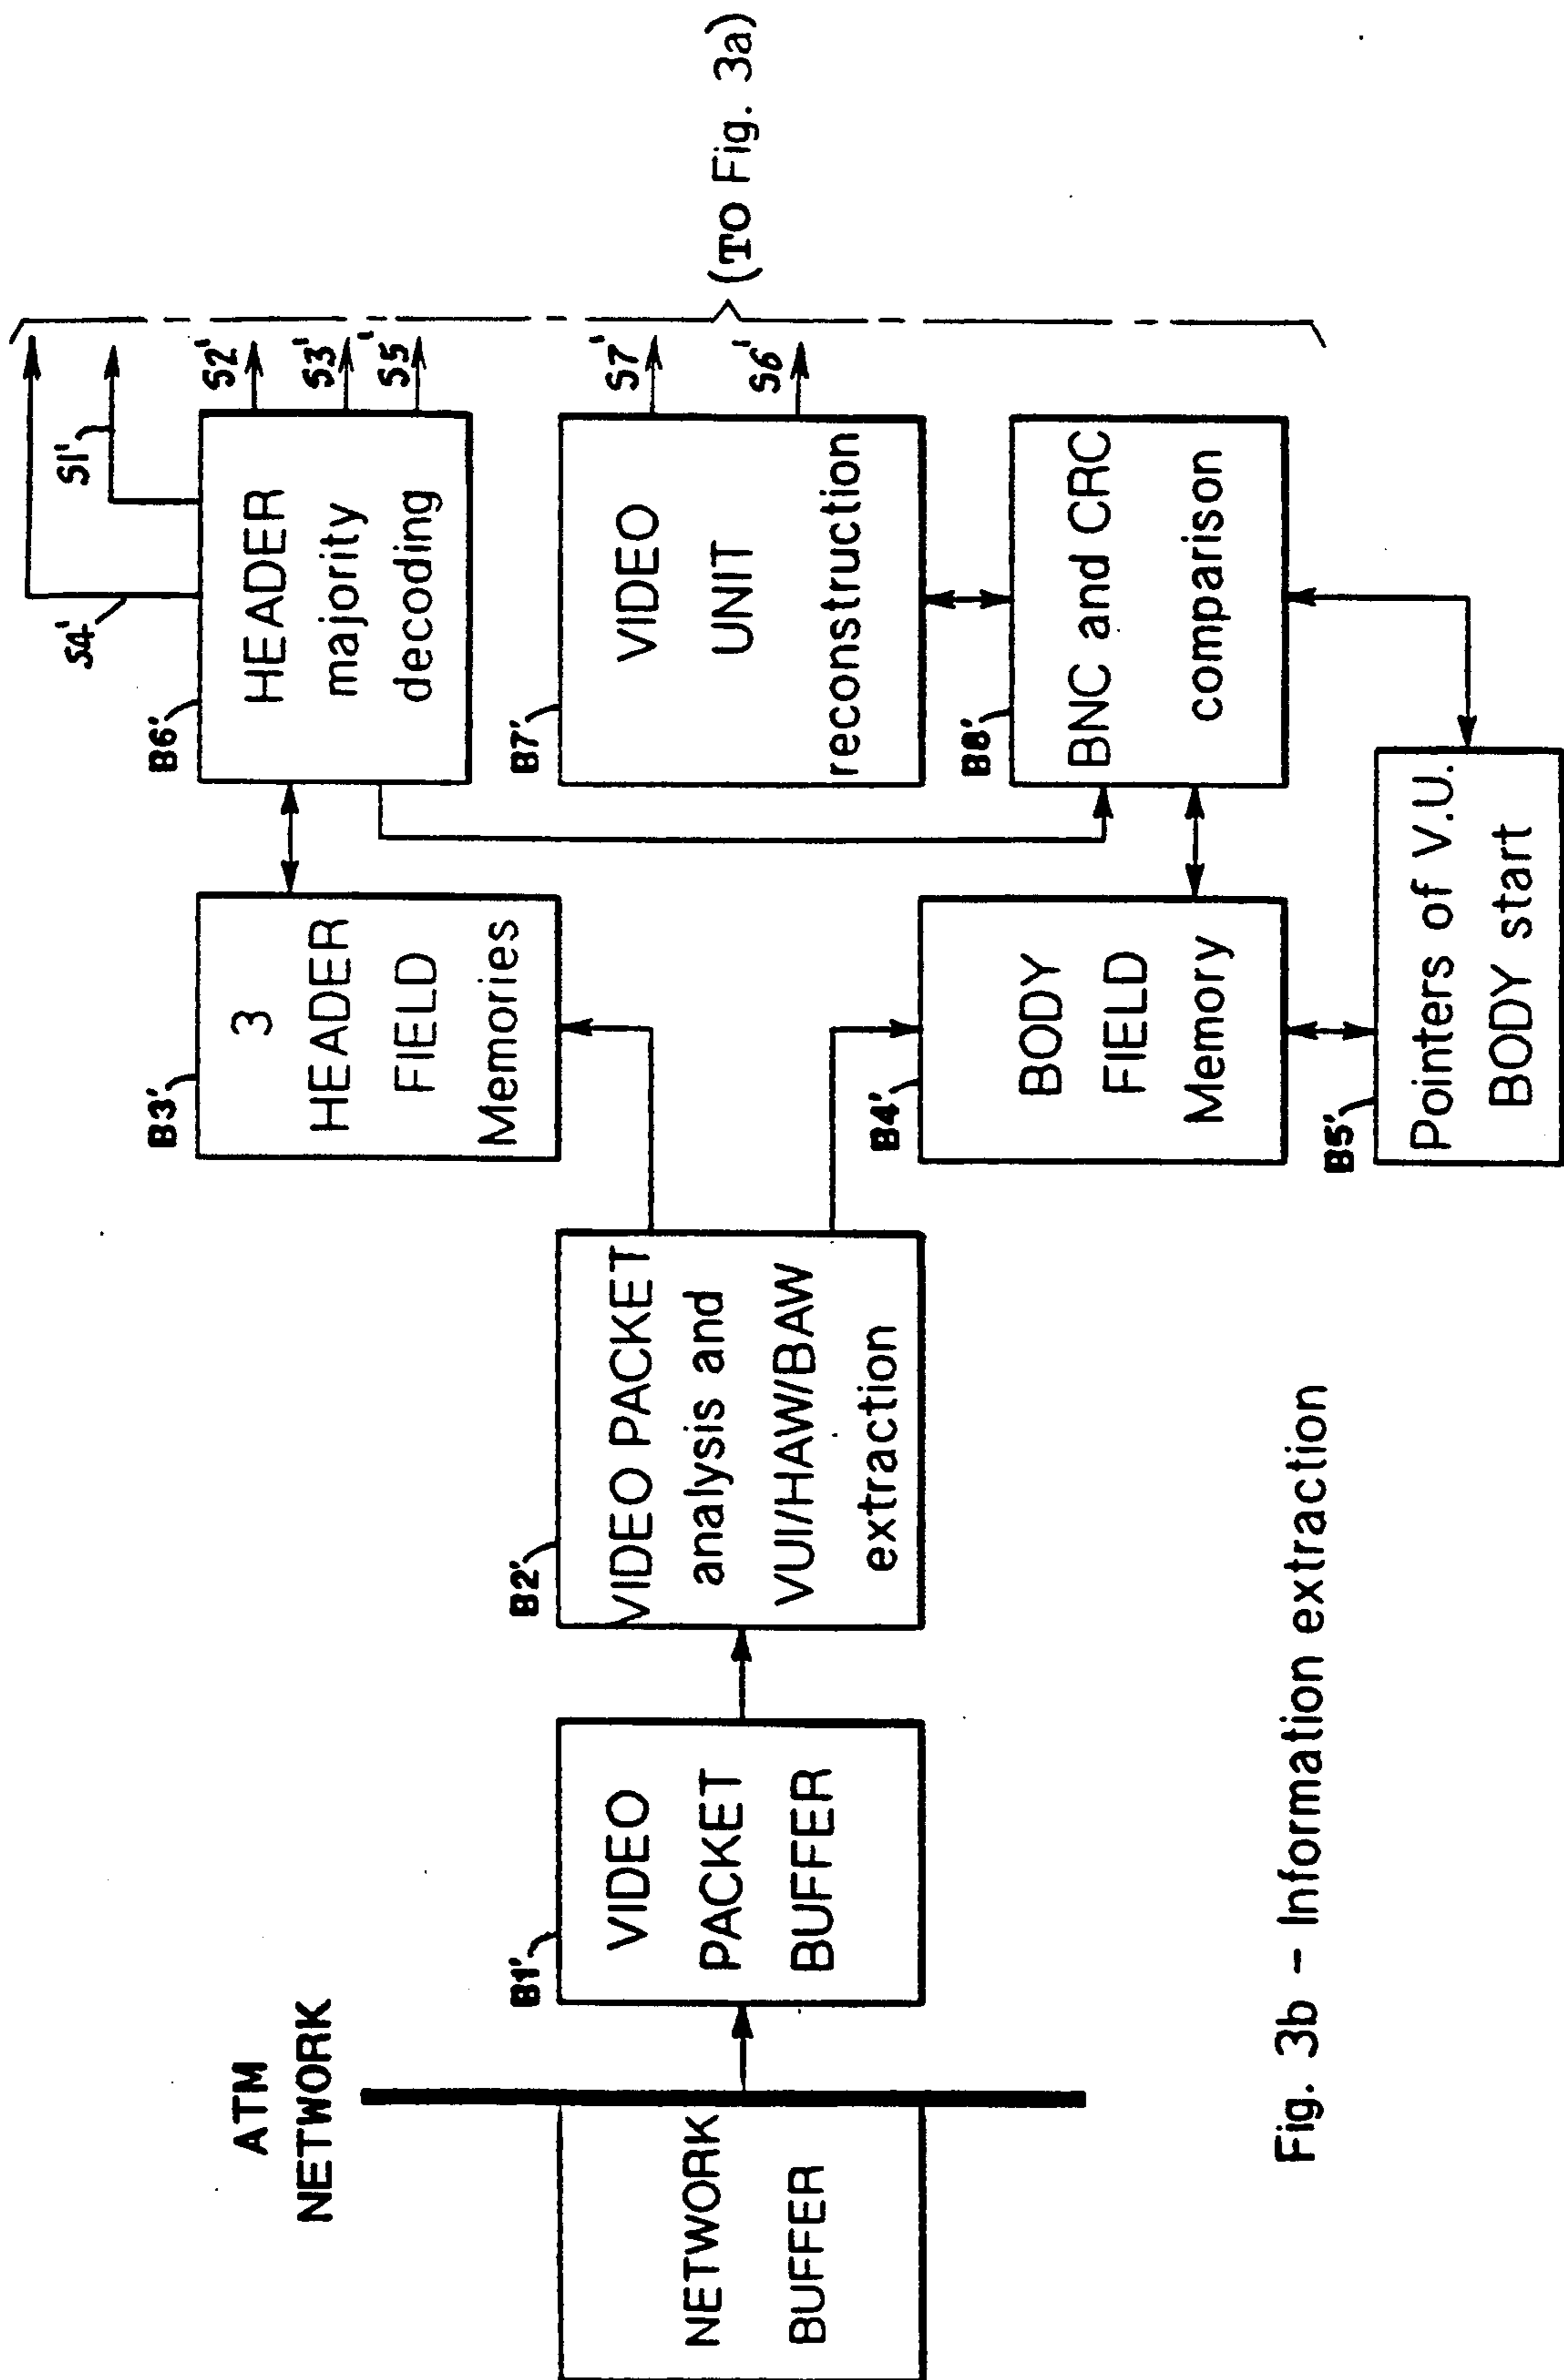 ATM
NETWORK
NETWORK
BUFFER
B1'
VIDEO
PACKET
BUFFER
B2'
VIDEO PACKET
analysis and
VUI/HAW/BAW
extraction
B3'
3
HEADER
FIELD
Memories
B4'
BODY
FIELD
Memory
B5'
Pointers of V.U.
BODY start
B6'
HEADER
majority
decoding
B7'
VIDEO
UNIT
reconstruction
B8'
BNC and CRC
comparison
S4'
S1'
S2'
S3'
S5'
S7'
S6'
(TO Fig. 3a)
Fig. 3b - Information extraction